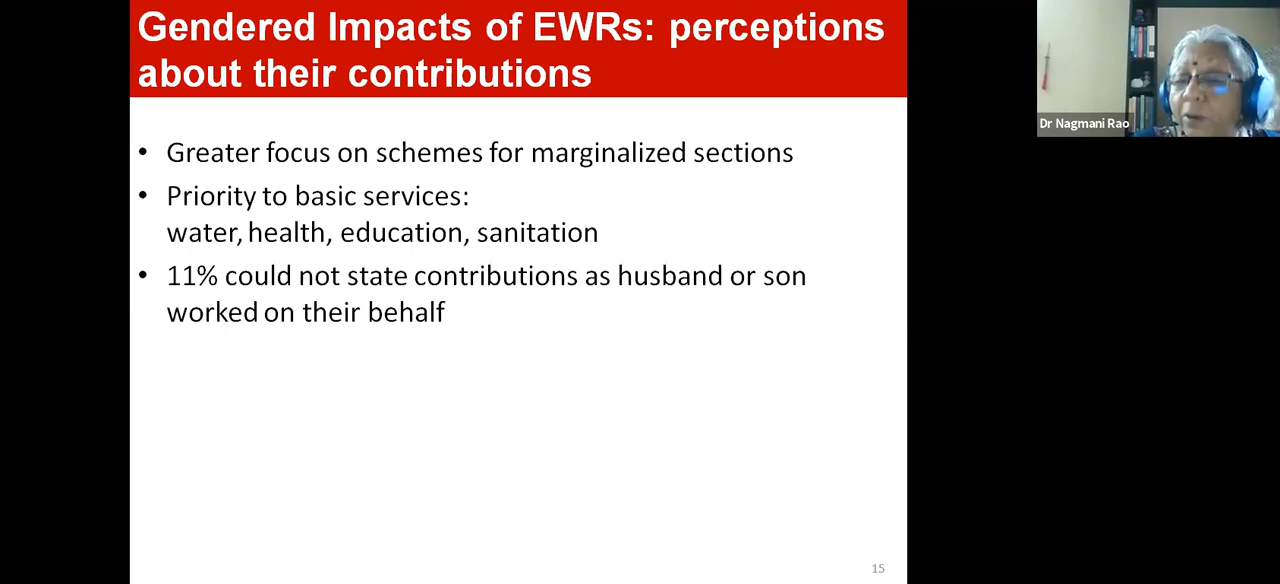 Gendered Impacts of EWRs: perceptions
about their contributions
• Greater focus on schemes for marginalized sections
• Priority to basic services:
water, health, education, sanitation
• 11% could not state contributions as husband or son
worked on their behalf
15
Dr Nagmani Rao